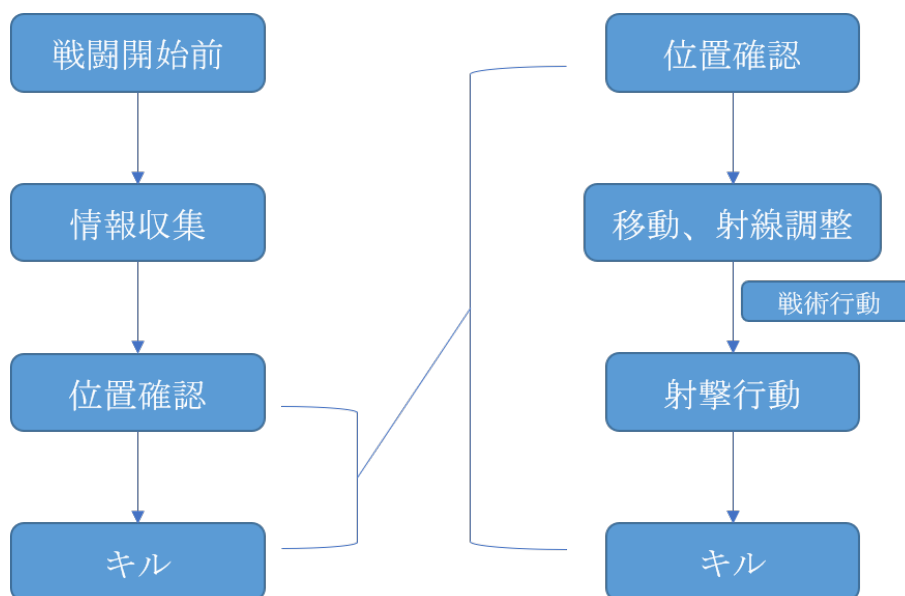 戦闘開始前
情報収集
位置確認
キル
位置確認
移動、射線調整
戦術行動
射撃行動
キル